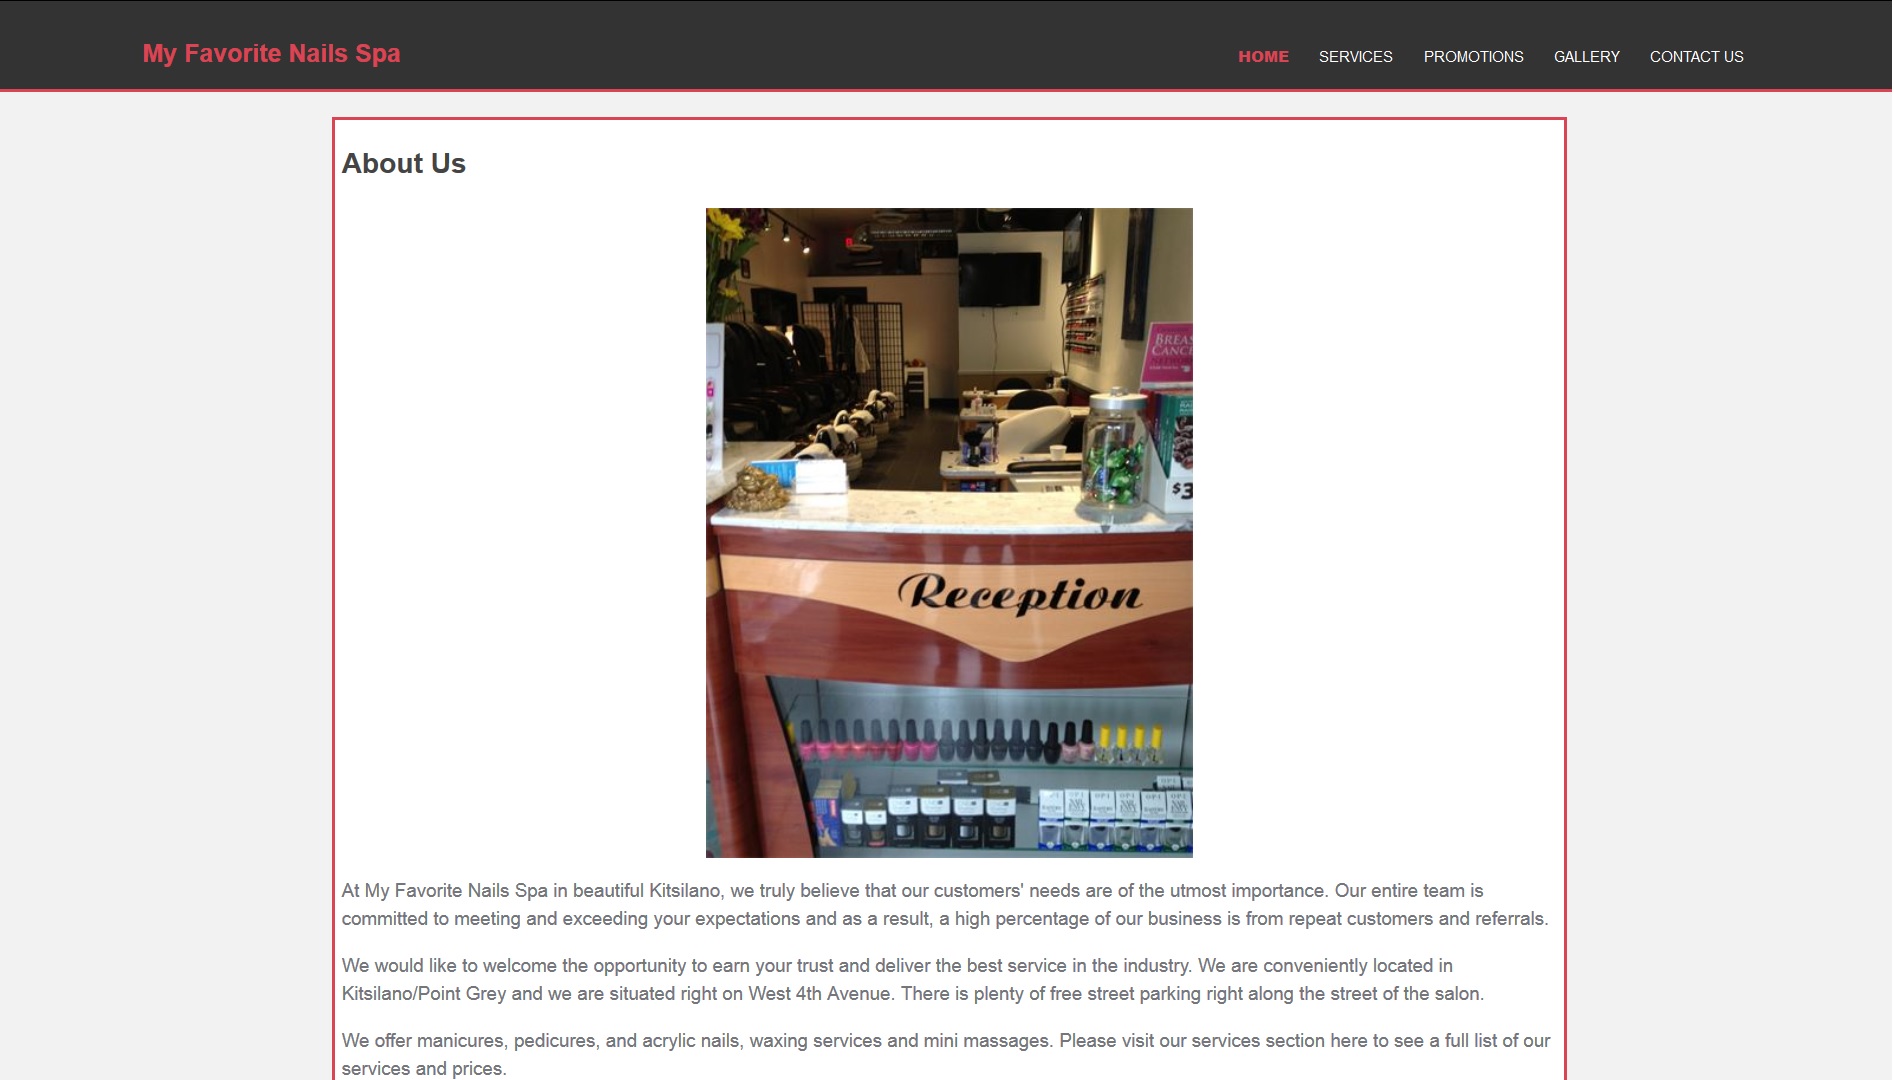 My Favorite Nails Spa
HOME SERVICES PROMOTIONS GALLERY CONTACT US
About Us
$3
Reception
OPI
At My Favorite Nails Spa in beautiful Kitsilano, we truly believe that our customers' needs are of the utmost importance. Our entire team is
committed to meeting and exceeding your expectations and as a result, a high percentage of our business is from repeat customers and referrals.
We would like to welcome the opportunity to earn your trust and deliver the best service in the industry. We are conveniently located in
Kitsilano/Point Grey and we are situated right on West 4th Avenue. There is plenty of free street parking right along the street of the salon.
We offer manicures, pedicures, and acrylic nails, waxing services and mini massages. Please visit our services section here to see a full list of our
services and prices.